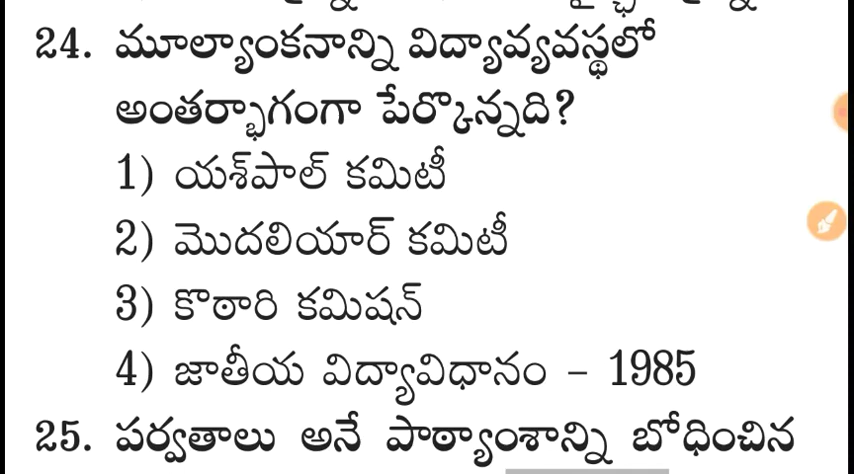 24. మూల్యాంకనాన్ని విద్యావ్యవస్థలో
అంతర్భాగంగా పేర్కొన్నది?
1) యశ్‌పాల్ కమిటీ
2) మొదలియార్ కమిటీ
3) కొఠారి కమిషన్
4) జాతీయ విద్యావిధానం – 1985
25. పర్వతాలు అనే పాఠ్యాంశాన్ని బోధించిన